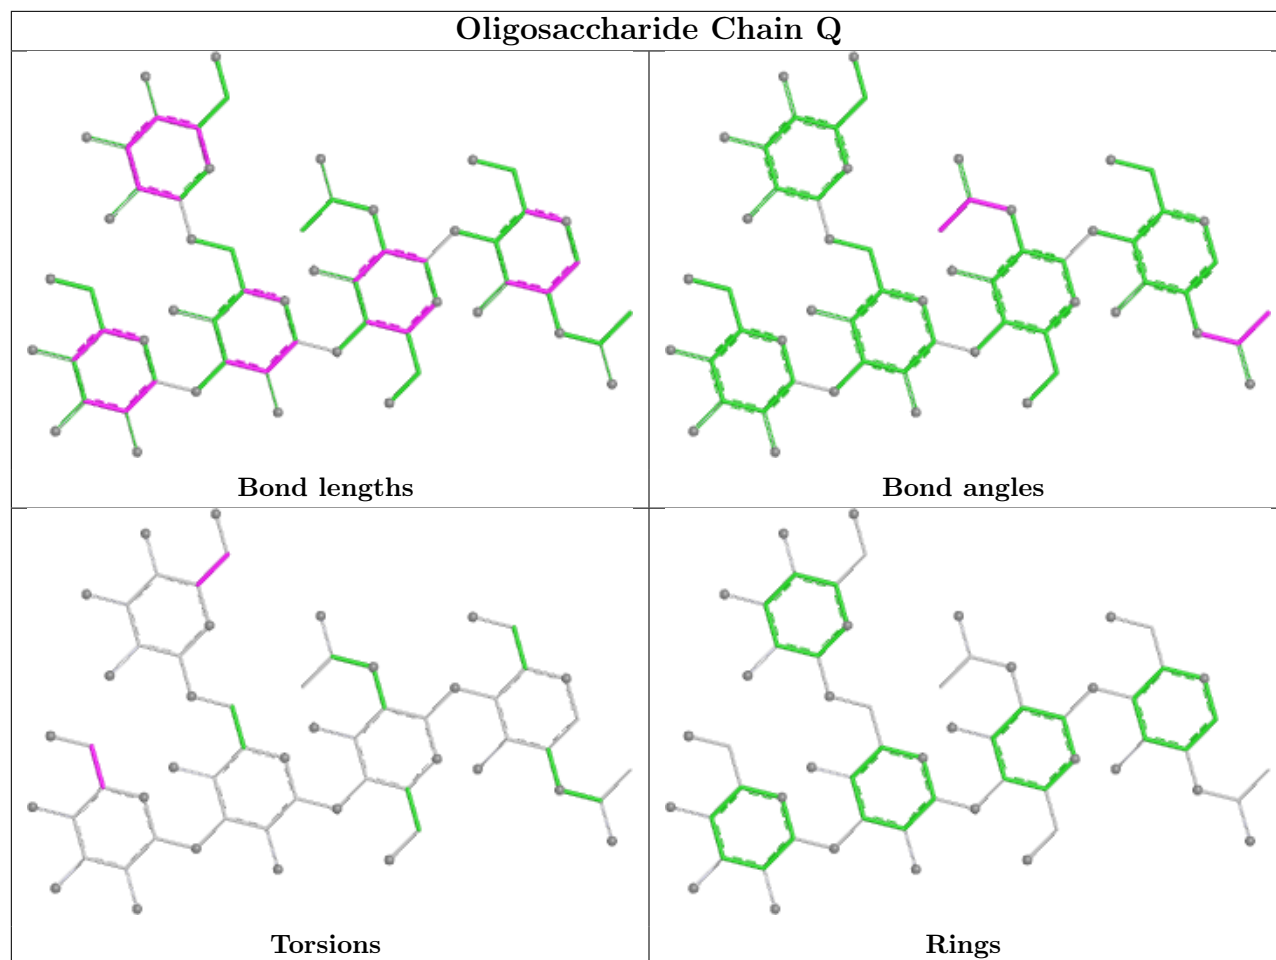 Oligosaccharide Chain Q
Bond lengths
Bond angles
Torsions
Rings